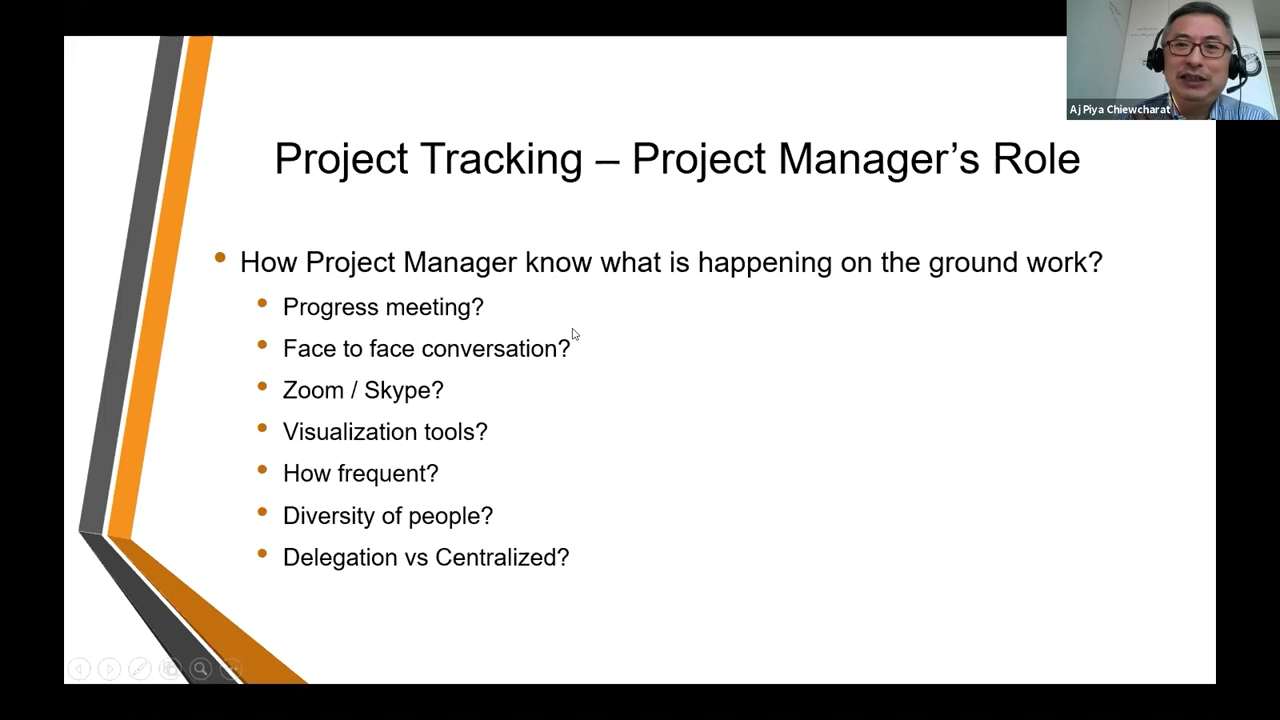 Aj Piya Chiewcharat
Project Tracking – Project Manager’s Role
How Project Manager know what is happening on the ground work?
Progress meeting?
Face to face conversation?
Zoom / Skype?
Visualization tools?
How frequent?
Diversity of people?
Delegation vs Centralized?